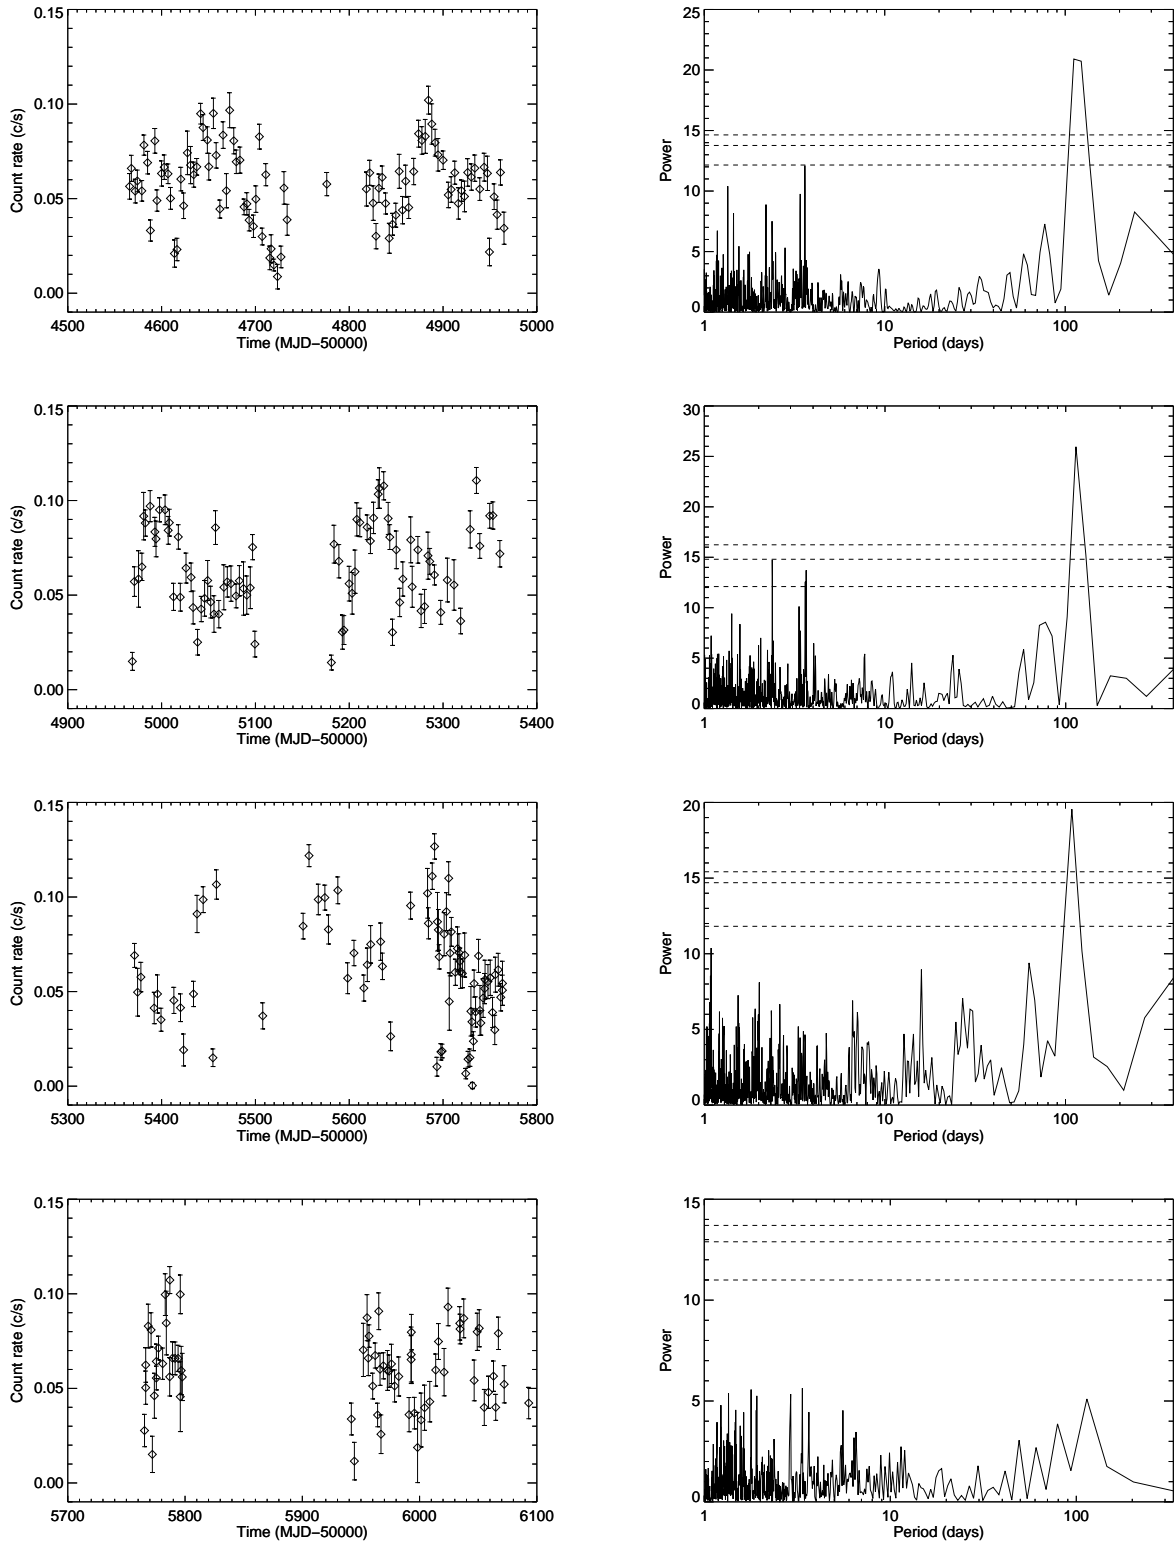 0.15
0.10
0.05
0.00
Count rate (c/s)
4500 4600 4700 4800 4900 5000
Time (MJD−50000)
25
20
15
10
5
0
Power
1 10 100
Period (days)
0.15
0.10
0.05
0.00
Count rate (c/s)
4900 5000 5100 5200 5300 5400
Time (MJD−50000)
30
25
20
15
10
5
0
Power
1 10 100
Period (days)
0.15
0.10
0.05
0.00
Count rate (c/s)
5300 5400 5500 5600 5700 5800
Time (MJD−50000)
20
15
10
5
0
Power
1 10 100
Period (days)
0.15
0.10
0.05
0.00
Count rate (c/s)
5700 5800 5900 6000 6100
Time (MJD−50000)
15
10
5
0
Power
1 10 100
Period (days)